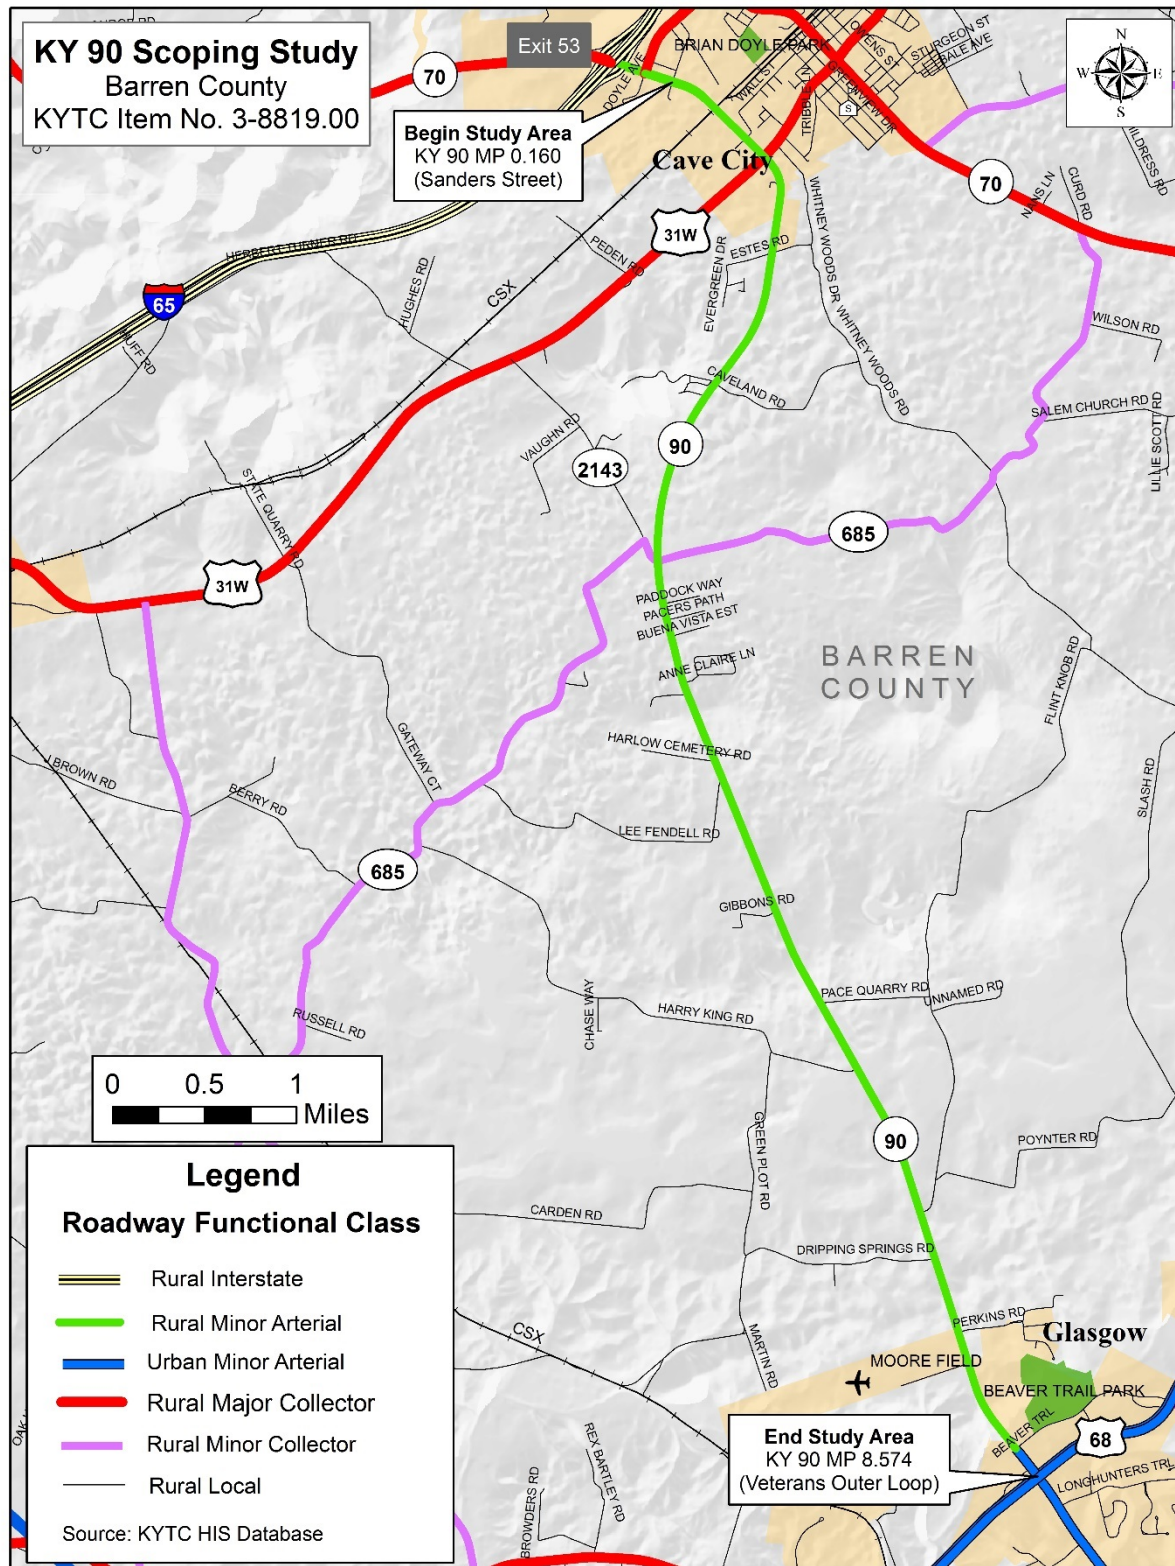 KY 90 Scoping Study
Barren County
KYTC Item No. 3-8819.00
70
Exit 53
DOYLE AVE
BRIAN DOYLE PARK
OWENS ST
STURGEON ST
BALE AVE
WALL ST
TRIBBLE LN
GREENVIEW DR
S
N
W E
S
Begin Study Area
KY 90 MP 0.160
(Sanders Street)
Cave City
70
NANS LN
CURD RD
ILDRESS RD
31W
HERBERT TURNER RD
PEDEN RD
EVERGREEN DR
ESTES RD
WHITNEY WOODS DR
WHITNEY WOODS RD
65
HUGHES RD
CSX
HUFF RD
WILSON RD
CAVELAND RD
SALEM CHURCH RD
LILLIE SCOTT RD
VAUGHN RD
90
2143
STATE QUARRY RD
685
31W
PADDOCK WAY
PACERS PATH
BUENA VISTA EST
ANNE CLAIRE LN
BARREN
COUNTY
FLINT KNOB RD
HARLOW CEMETERY RD
GATEWAY CT
J BROWN RD
BERRY RD
SLASH RD
LEE FENDELL RD
685
GIBBONS RD
PACE QUARRY RD
UNNAMED RD
CHASE WAY
HARRY KING RD
RUSSELL RD
0 0.5 1
Miles
GREEN PLOT RD
90
POYNTER RD
CARDEN RD
DRIPPING SPRINGS RD
Legend
Roadway Functional Class
Rural Interstate
Rural Minor Arterial
Urban Minor Arterial
Rural Major Collector
Rural Minor Collector
Rural Local
Source: KYTC HIS Database
CSX
MARTIN RD
PERKINS RD
Glasgow
MOORE FIELD
BEAVER TRAIL PARK
BEAVER TRL
68
End Study Area
KY 90 MP 8.574
(Veterans Outer Loop)
LONGHUNTERS TRL
REX BARTLEY RD
BROWDERS RD